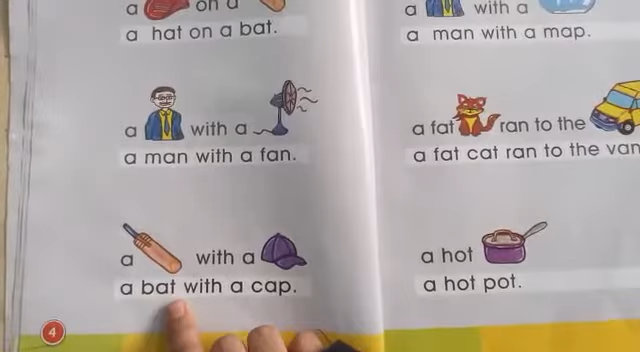 a on a
a hat on a bat.
a with a
a man with a fan.
a with a
a bat with a cap.
4
a with a
a man with a map.
a fat ran to the
a fat cat ran to the van
a hot
a hot pot.